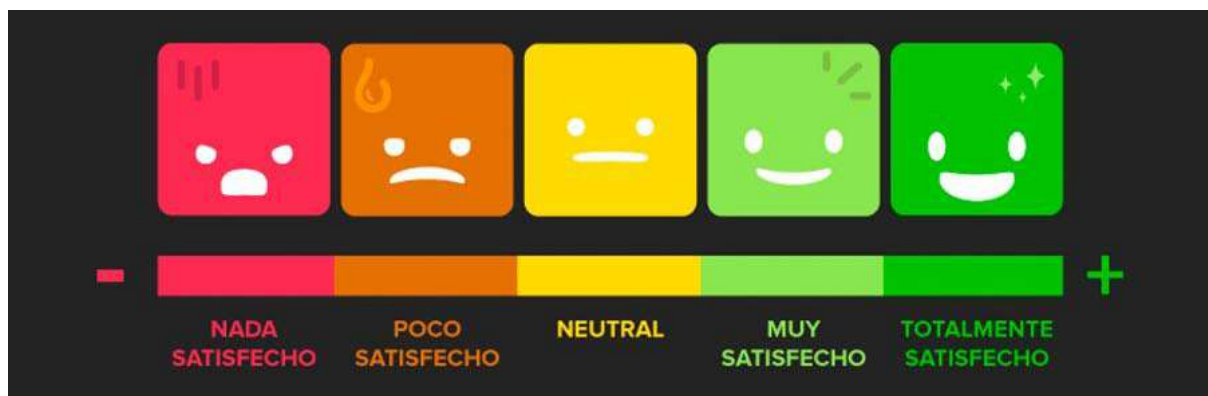 NADA
SATISFECHO
POCO
SATISFECHO
NEUTRAL
MUY
SATISFECHO
TOTALMENTE
SATISFECHO
- +